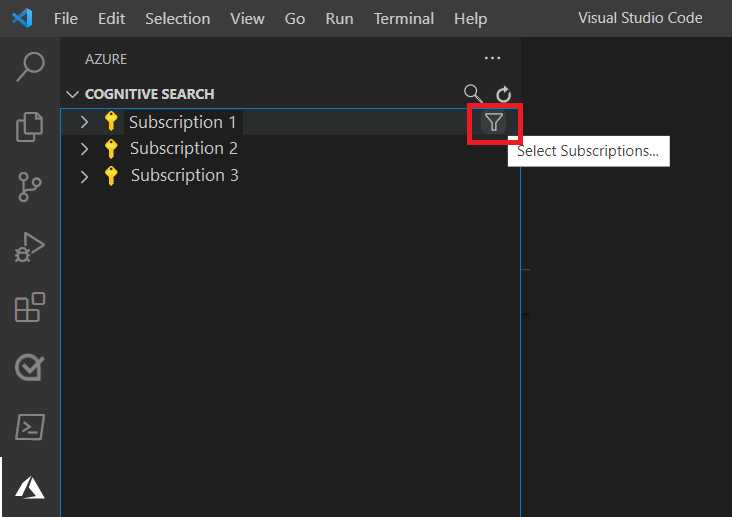 File Edit Selection View Go Run Terminal Help Visual Studio Code
AZURE
COGNITIVE SEARCH
Subscription 1
Select Subscriptions...
Subscription 2
Subscription 3